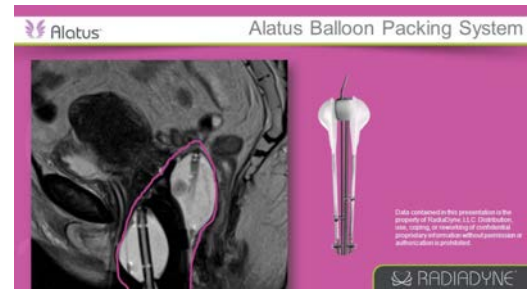 Alatus
Alatus Balloon Packing System
Data contained in this presentation is the
property of RadiaDyne, LLC. Distribution,
use, copying, or reworking of confidential
proprietary information without permission or
authorization is prohibited.
RADIADYNE